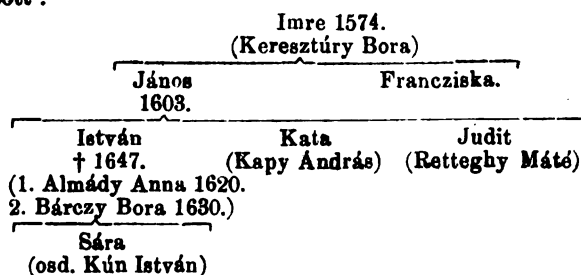 Imre 1574.
(Keresztúry Bora)
János Francziska.
1603.
István Kata Judit
† 1647. (Kapy András) (Retteghy Máté)
(1. Almády Anna 1620.
2. Bárczy Bora 1630.)
Sára
(osd. Kún István)